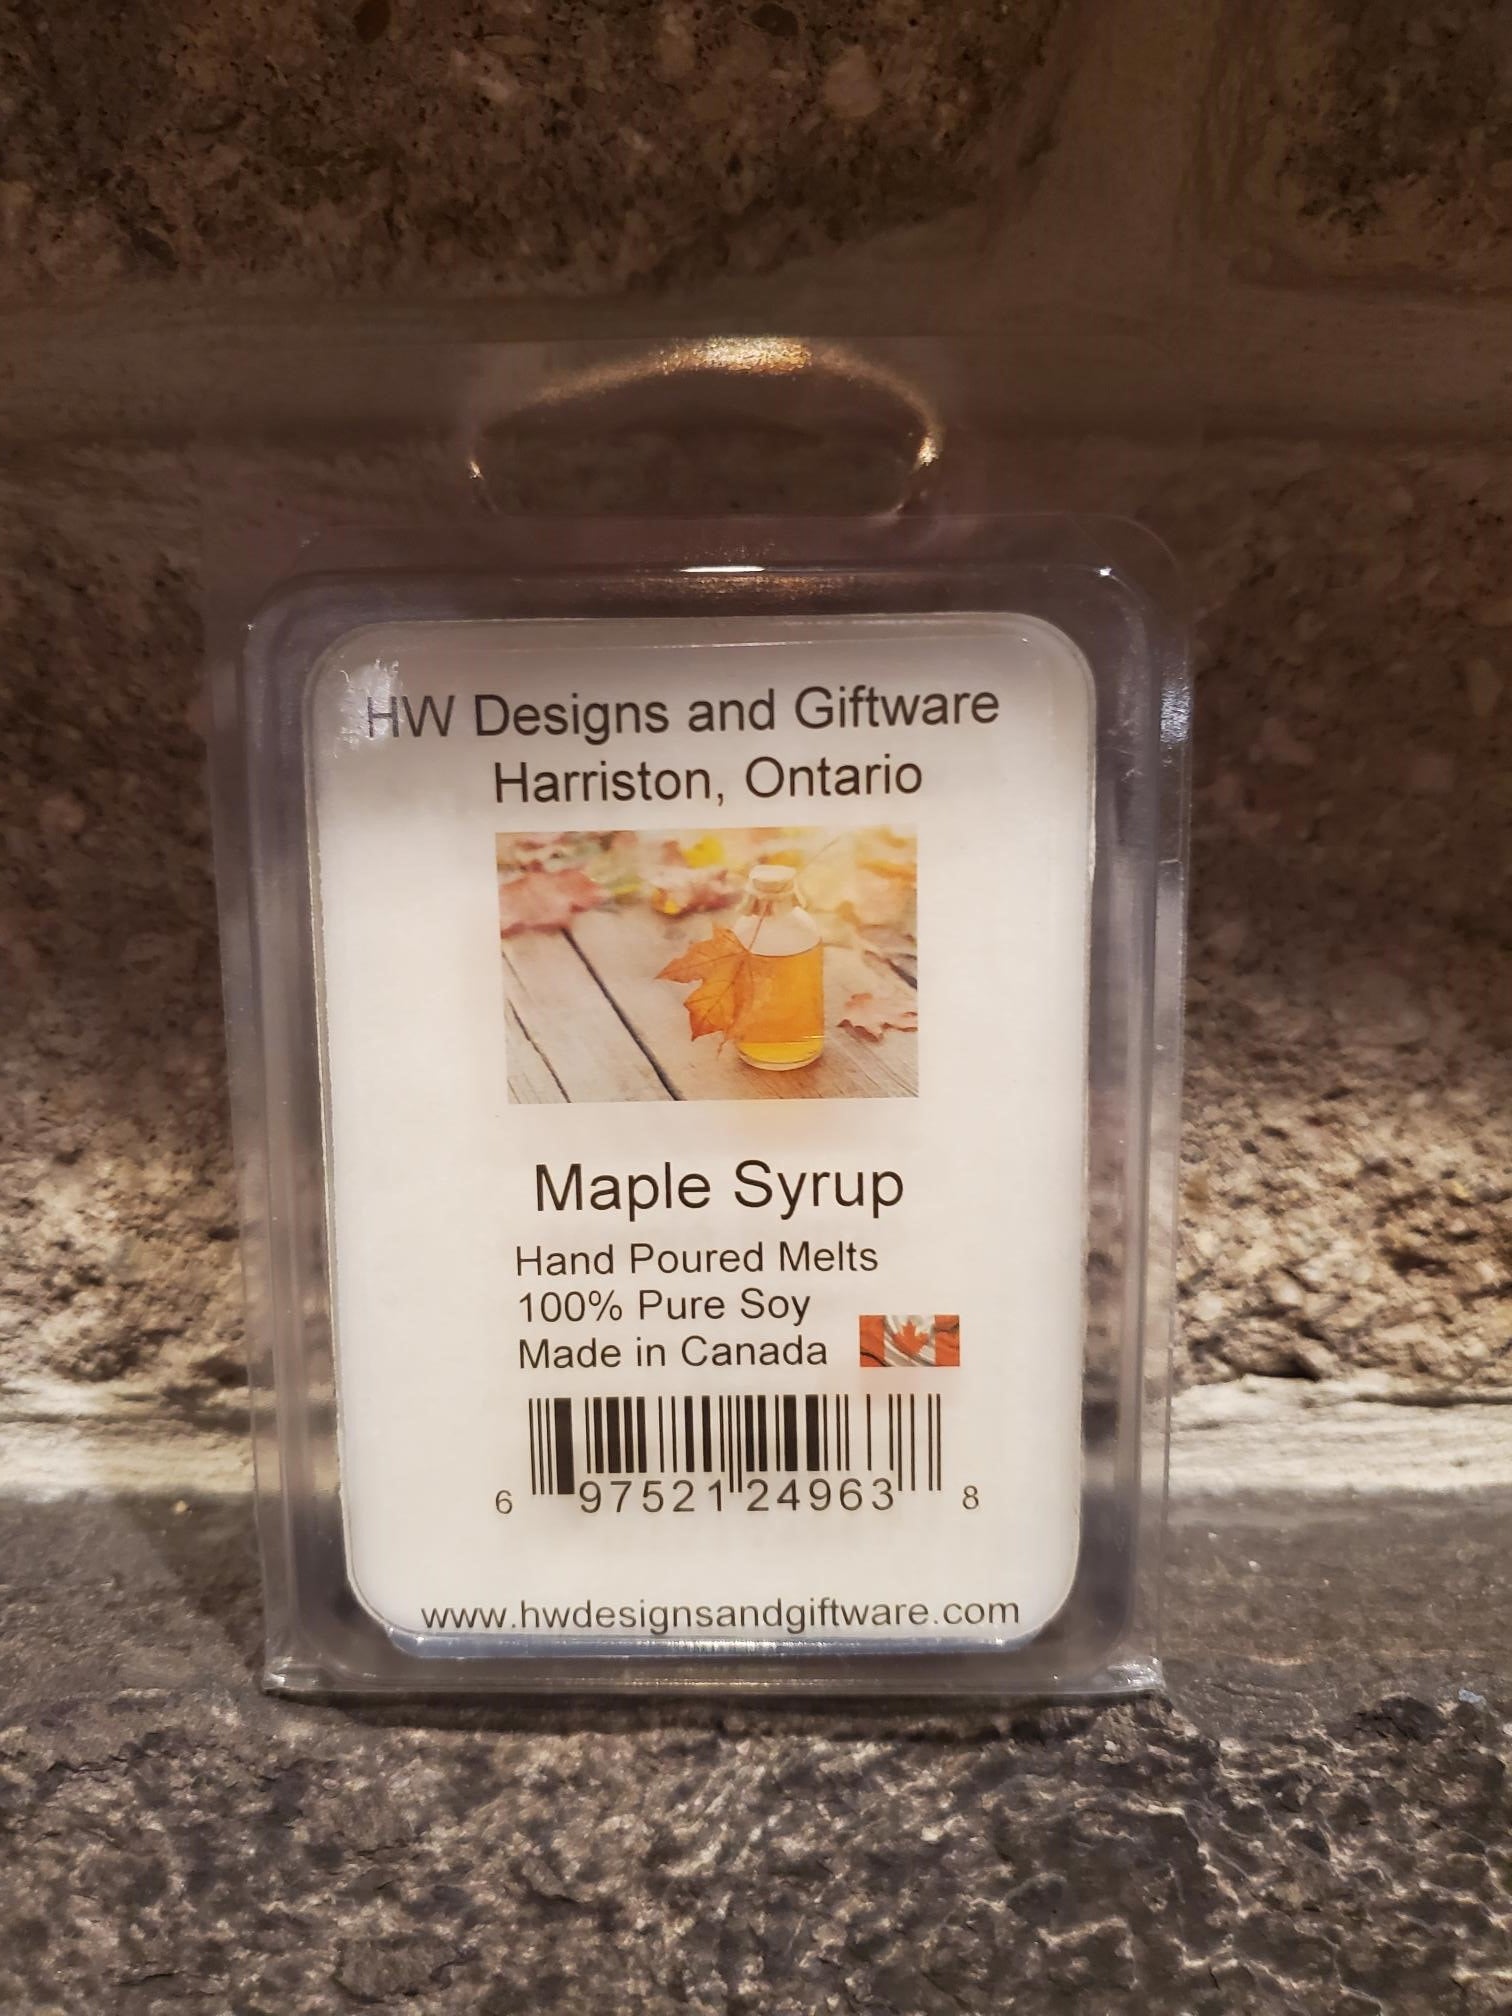 HW Designs and Giftware
Harriston, Ontario
Maple Syrup
Hand Poured Melts
100% Pure Soy
Made in Canada
6 97521 24963 8
www.hwdesignsandgiftware.com